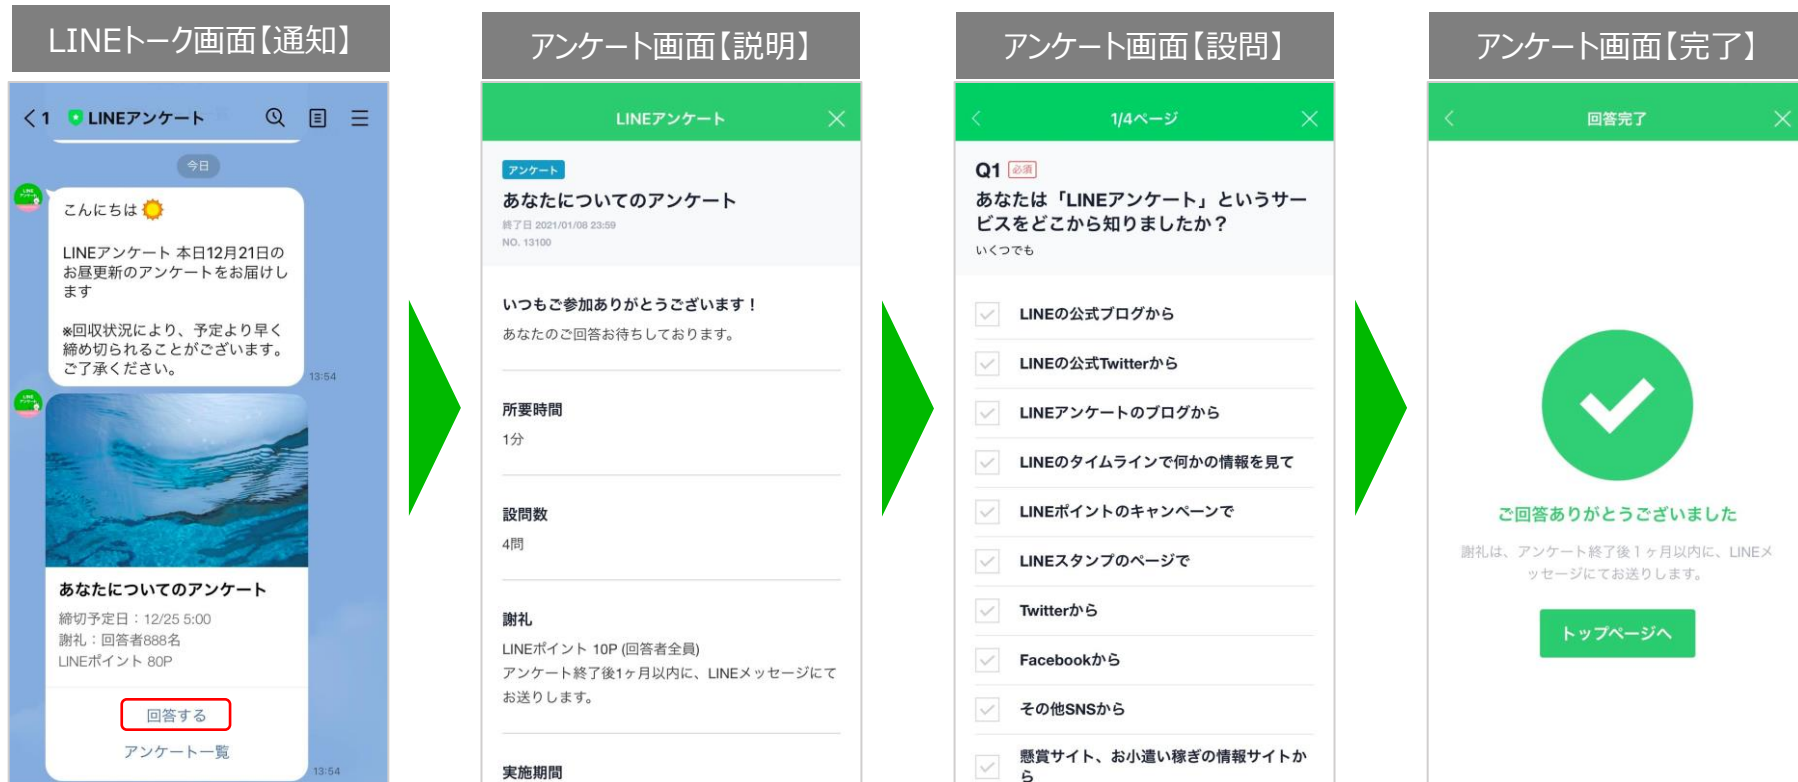 LINEトーク画面【通知】
< 1 LINEアンケート
今日
こんにちは
LINEアンケート 本日12月21日の
お昼更新のアンケートをお届けし
ます
※回収状況により、予定より早く
締め切られることがございます。
ご了承ください。
13:54
あなたについてのアンケート
締切予定日：12/25 5:00
謝礼：回答者888名
LINEポイント 80P
回答する
アンケート一覧
13:54
アンケート画面【説明】
LINEアンケート
アンケート
あなたについてのアンケート
終了日 2021/01/06 23:59
NO. 13100
いつもご参加ありがとうございます！
あなたのご回答お待ちしております。
所要時間
1分
設問数
4問
謝礼
LINEポイント 10P (回答者全員)
アンケート終了後1ヶ月以内に、LINEメッセージにて
お送りします。
実施期間
アンケート画面【設問】
1/4ページ
Q1 必須
あなたは「LINEアンケート」というサー
ビスをどこから知りましたか？
いくつでも
LINEの公式ブログから
LINEの公式Twitterから
LINEアンケートのブログから
LINEのタイムラインで何かの情報を見て
LINEポイントのキャンペーンで
LINEスタンプのページで
Twitterから
Facebookから
その他SNSから
懸賞サイト、お小遣い稼ぎの情報サイトか
ら
アンケート画面【完了】
回答完了
ご回答ありがとうございました
謝礼は、アンケート終了後1ヶ月以内に、LINEメ
ッセージにてお送りします。
トップページへ